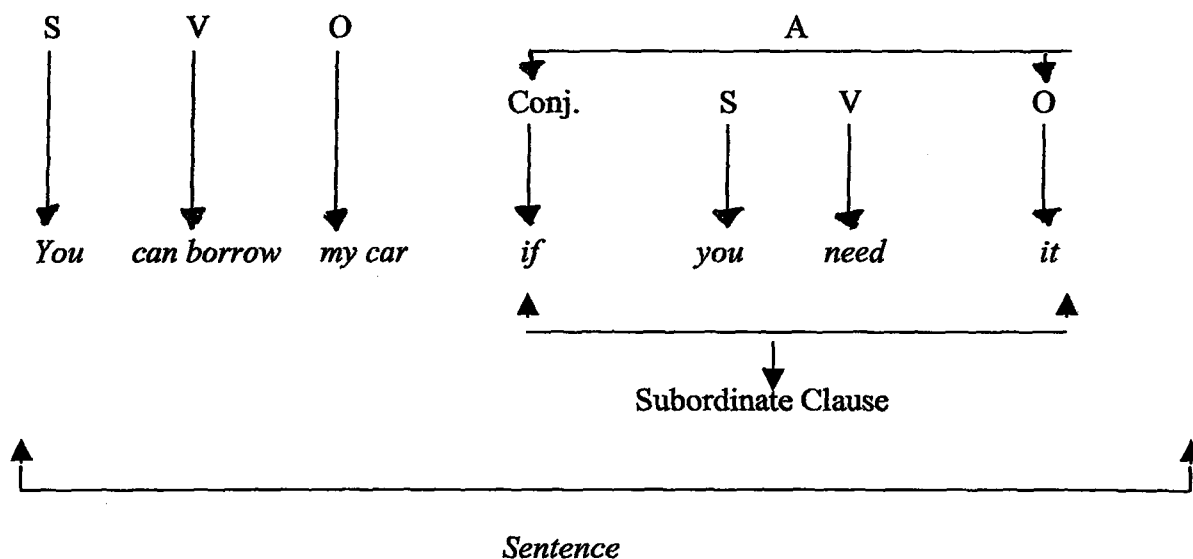 S V O A
Conj. S V O
You can borrow my car if you need it
Subordinate Clause
Sentence